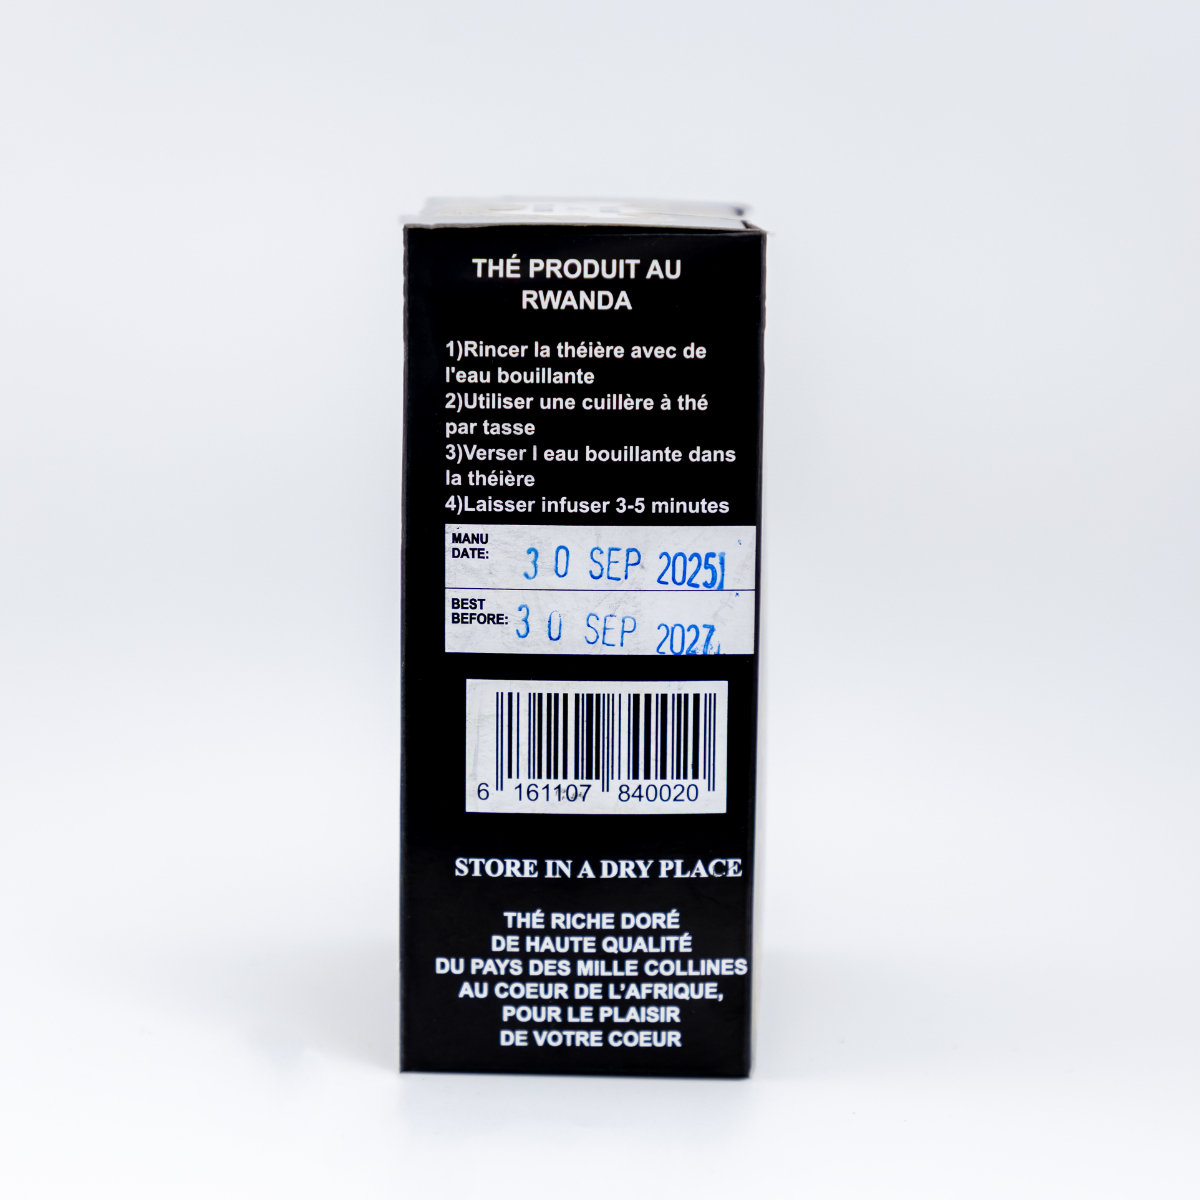 THÉ PRODUIT AU
RWANDA
1)Rincer la théière avec de
l'eau bouillante
2)Utiliser une cuillère à thé
par tasse
3)Verser l eau bouillante dans
la théière
4)Laisser infuser 3-5 minutes
MANU
DATE: 30 SEP 2025
BEST
BEFORE: 30 SEP 2027
6 161107 840020
STORE IN A DRY PLACE
THÉ RICHE DORÉ
DE HAUTE QUALITÉ
DU PAYS DES MILLE COLLINES
AU COEUR DE L’AFRIQUE,
POUR LE PLAISIR
DE VOTRE COEUR